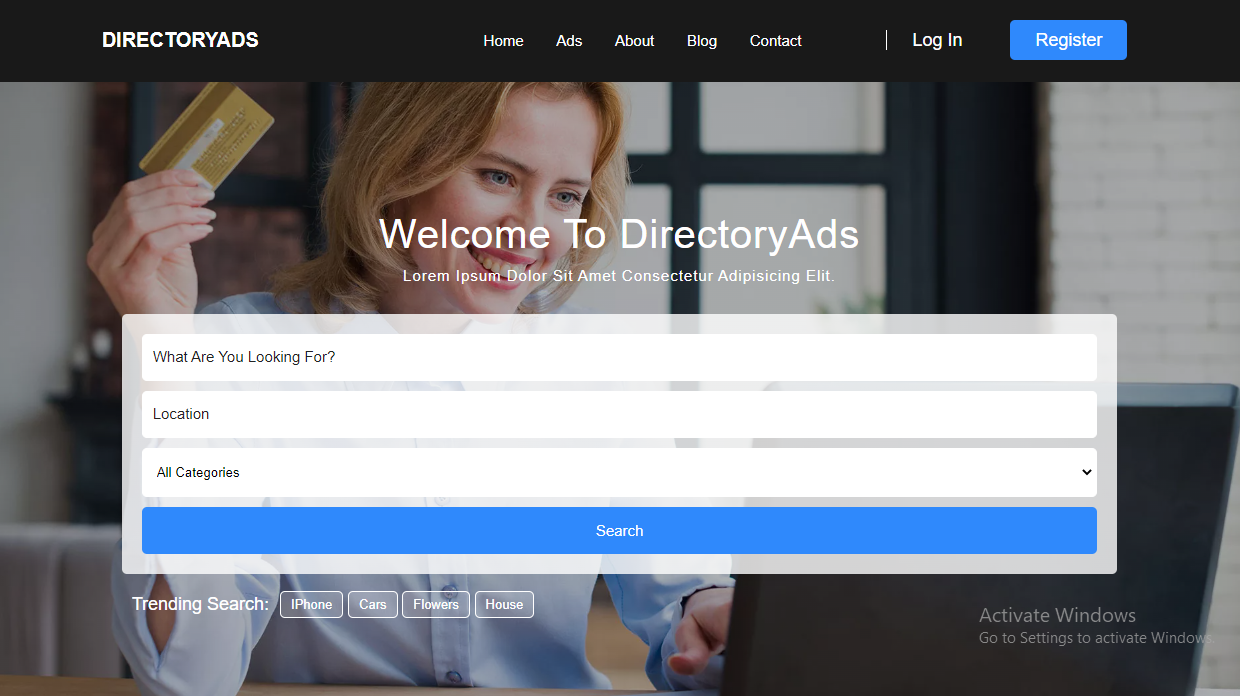 DIRECTORYADS Home Ads About Blog Contact Log In Register
Welcome To DirectoryAds
Lorem Ipsum Dolor Sit Amet Consectetur Adipisicing Elit.
What Are You Looking For?
Location
All Categories
Search
Trending Search: IPhone Cars Flowers House
Activate Windows
Go to Settings to activate Windows.